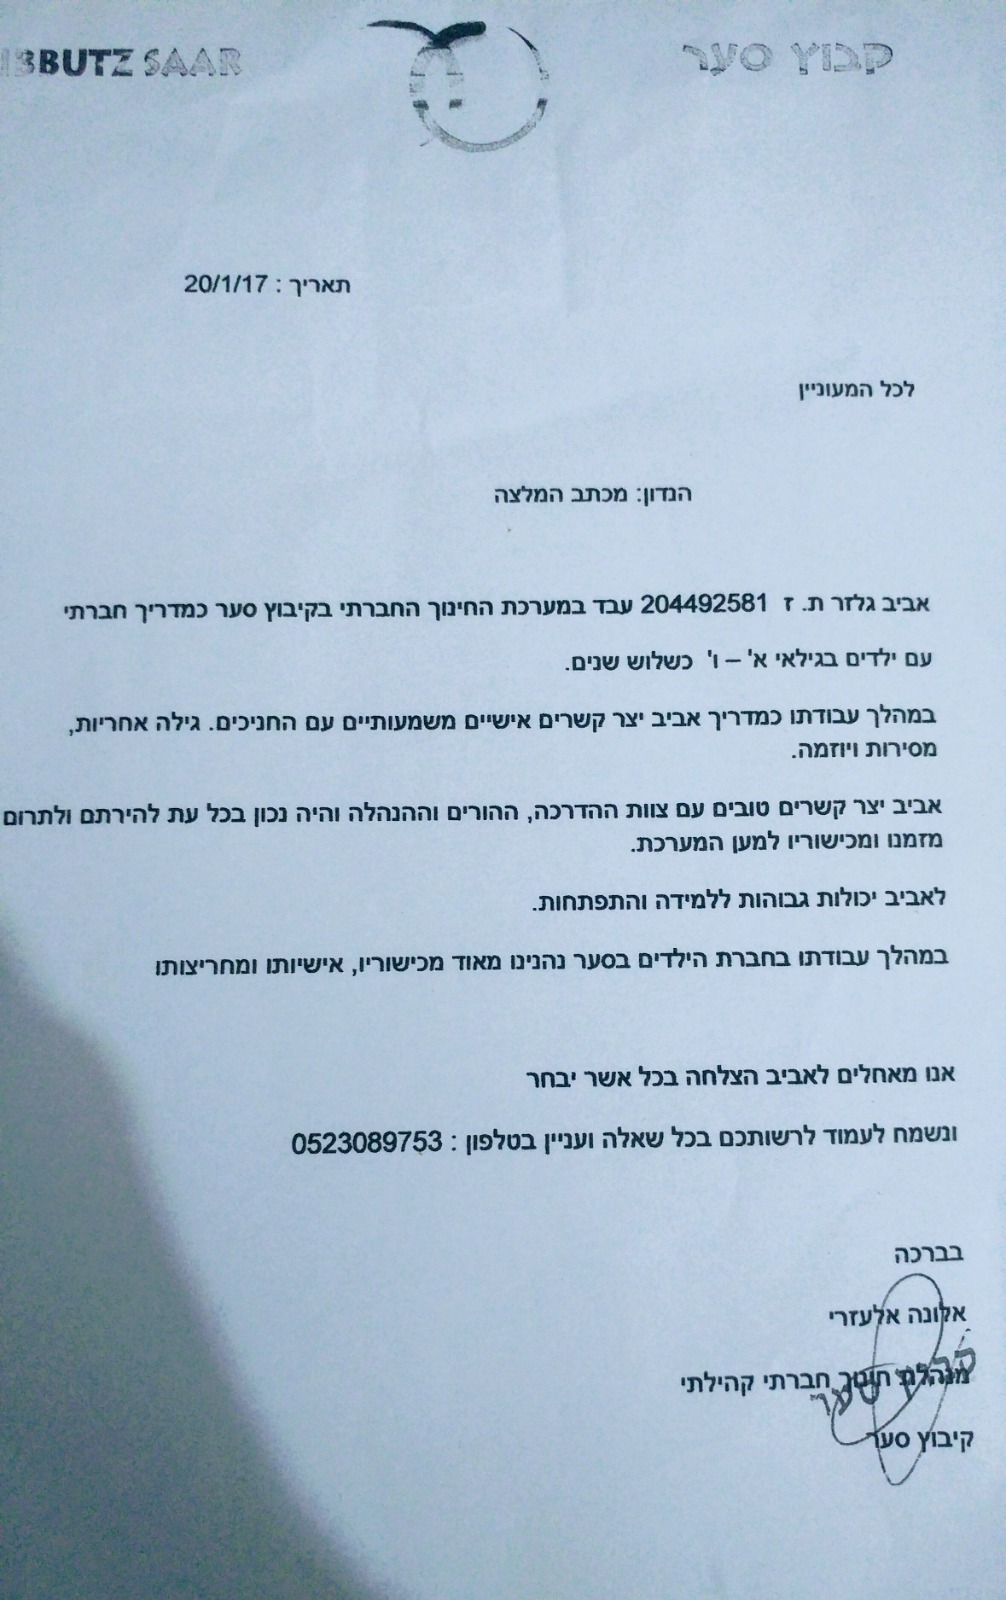 קבוץ סער
IBBUTZ SAAR
תאריך : 20/1/17
לכל המעוניין
הנדון: מכתב המלצה
אביב גלזר ת. ז 204492581 עבד במערכת החינוך החברתי בקיבוץ סער כמדריך חברתי
עם ילדים בגילאי א' – ו' כשלוש שנים.
במהלך עבודתו כמדריך אביב יצר קשרים אישיים משמעותיים עם החניכים. גילה אחריות,
מסירות ויוזמה.
אביב יצר קשרים טובים עם צוות ההדרכה, ההורים וההנהלה והיה נכון בכל עת להירתם ולתרום
מזמנו ומכישוריו למען המערכת.
לאביב יכולות גבוהות ללמידה והתפתחות.
במהלך עבודתו בחברת הילדים בסער נהנינו מאוד מכישוריו, אישיותו ומחריצותו
אנו מאחלים לאביב הצלחה בכל אשר יבחר
ונשמח לעמוד לרשותכם בכל שאלה ועניין בטלפון : 0523089753
בברכה
אלונה אלעזרי
מנהלת חינוך חברתי קהילתי
קבוץ סער
קיבוץ סער